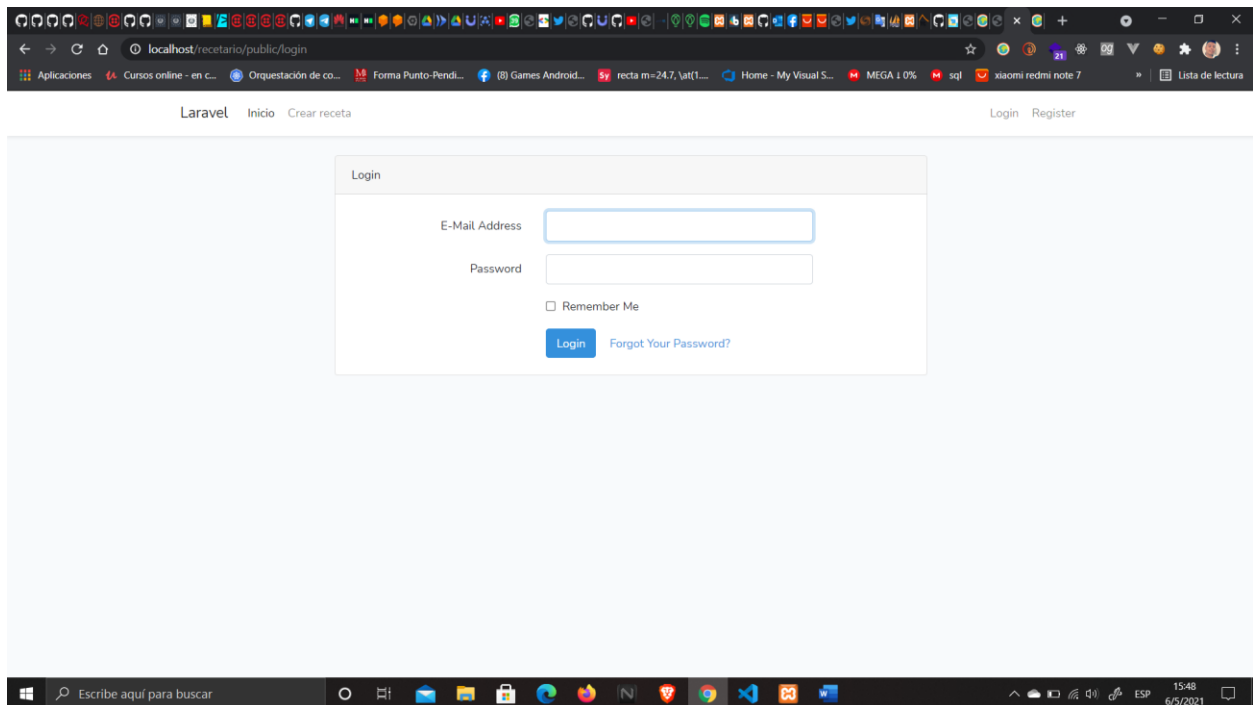 localhost/recetario/public/login
21
og
Aplicaciones
Cursos online - en c...
Orquestación de co...
Forma Punto-Pendi...
(8) Games Android...
Sy recta m=24.7, \at(1....
Home - My Visual S...
MEGA ↓ 0%
sql
xiaomi redmi note 7
»
Lista de lectura
Laravel Inicio Crear receta
Login Register
Login
E-Mail Address
Password
Remember Me
Login Forgot Your Password?
Escribe aquí para buscar
ESP
15:48
6/5/2021